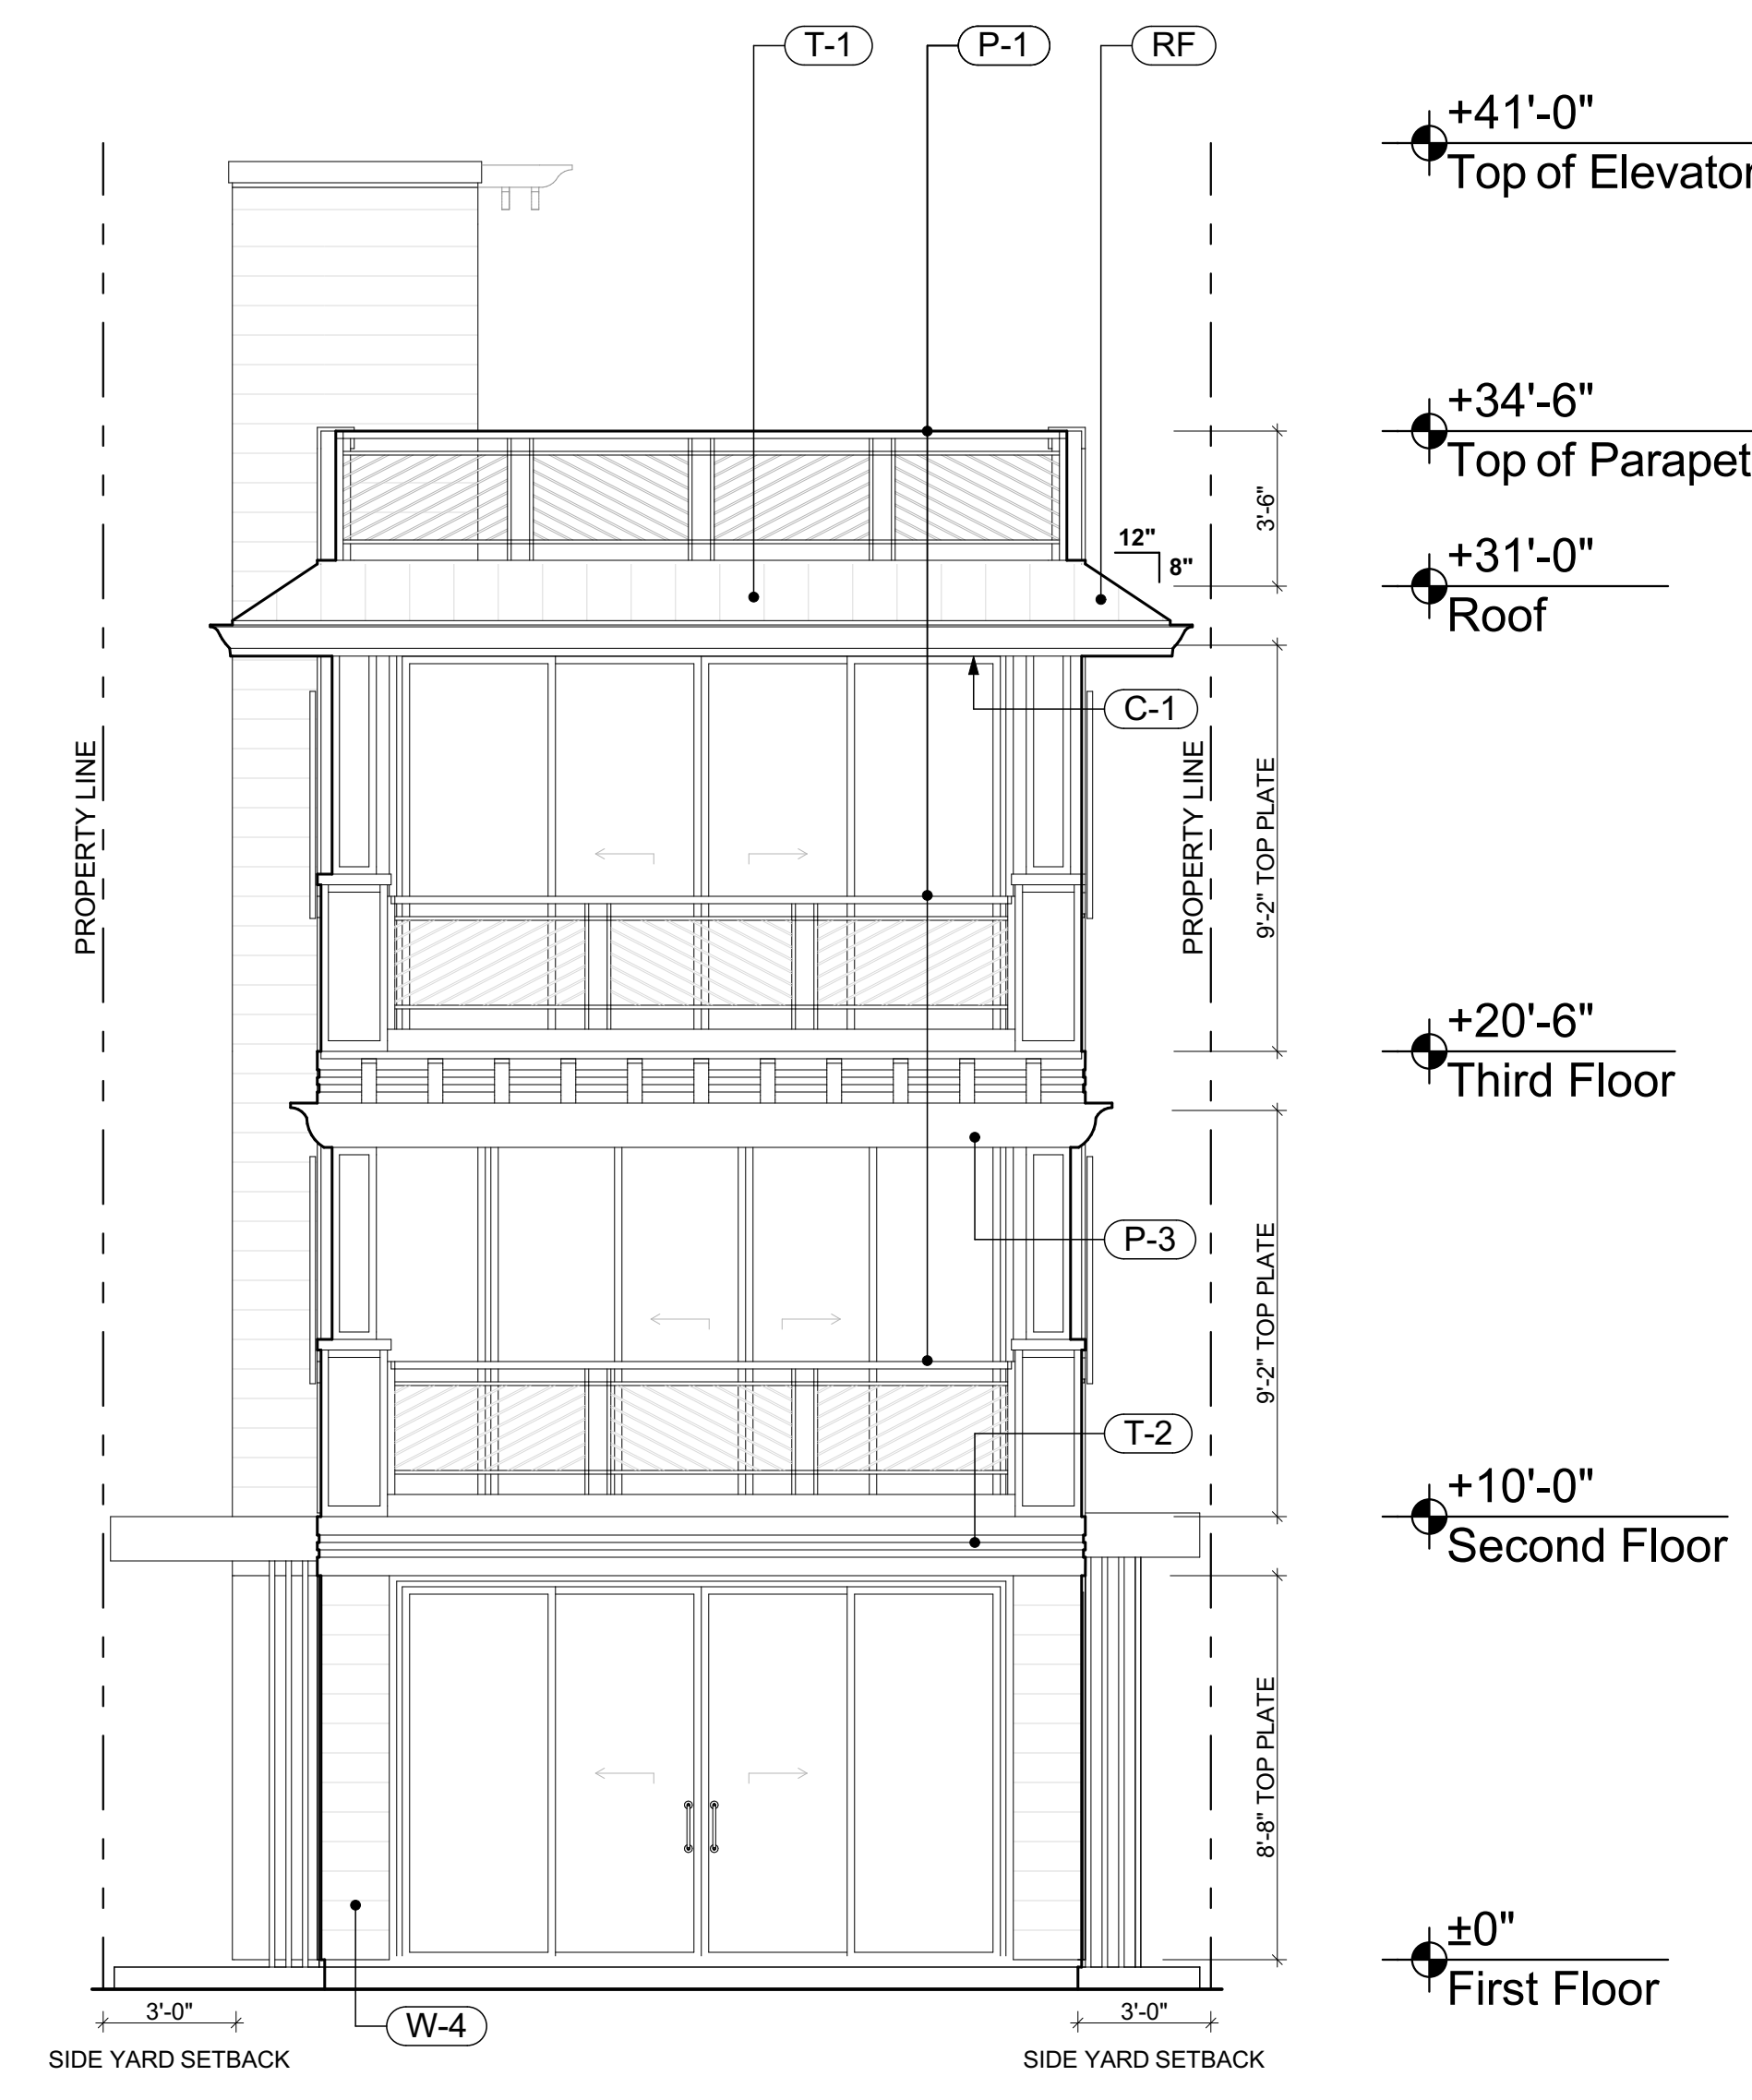 T-1
P-1
RF
+41'-0"
Top of Elevator
+34'-6"
Top of Parapet
3'-6"
12"
8"
+31'-0"
Roof
C-1
PROPERTY LINE
PROPERTY LINE
9'-2" TOP PLATE
+20'-6"
Third Floor
P-3
9'-2" TOP PLATE
T-2
+10'-0"
Second Floor
8'-8" TOP PLATE
±0"
First Floor
3'-0"
W-4
3'-0"
SIDE YARD SETBACK
SIDE YARD SETBACK